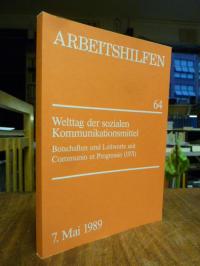 ARBEITSHILFEN
64
Welttag der sozialen
Kommunikationsmittel
Botschaften und Leitworte seit
Communio et Progressio (1971)
7. Mai 1989